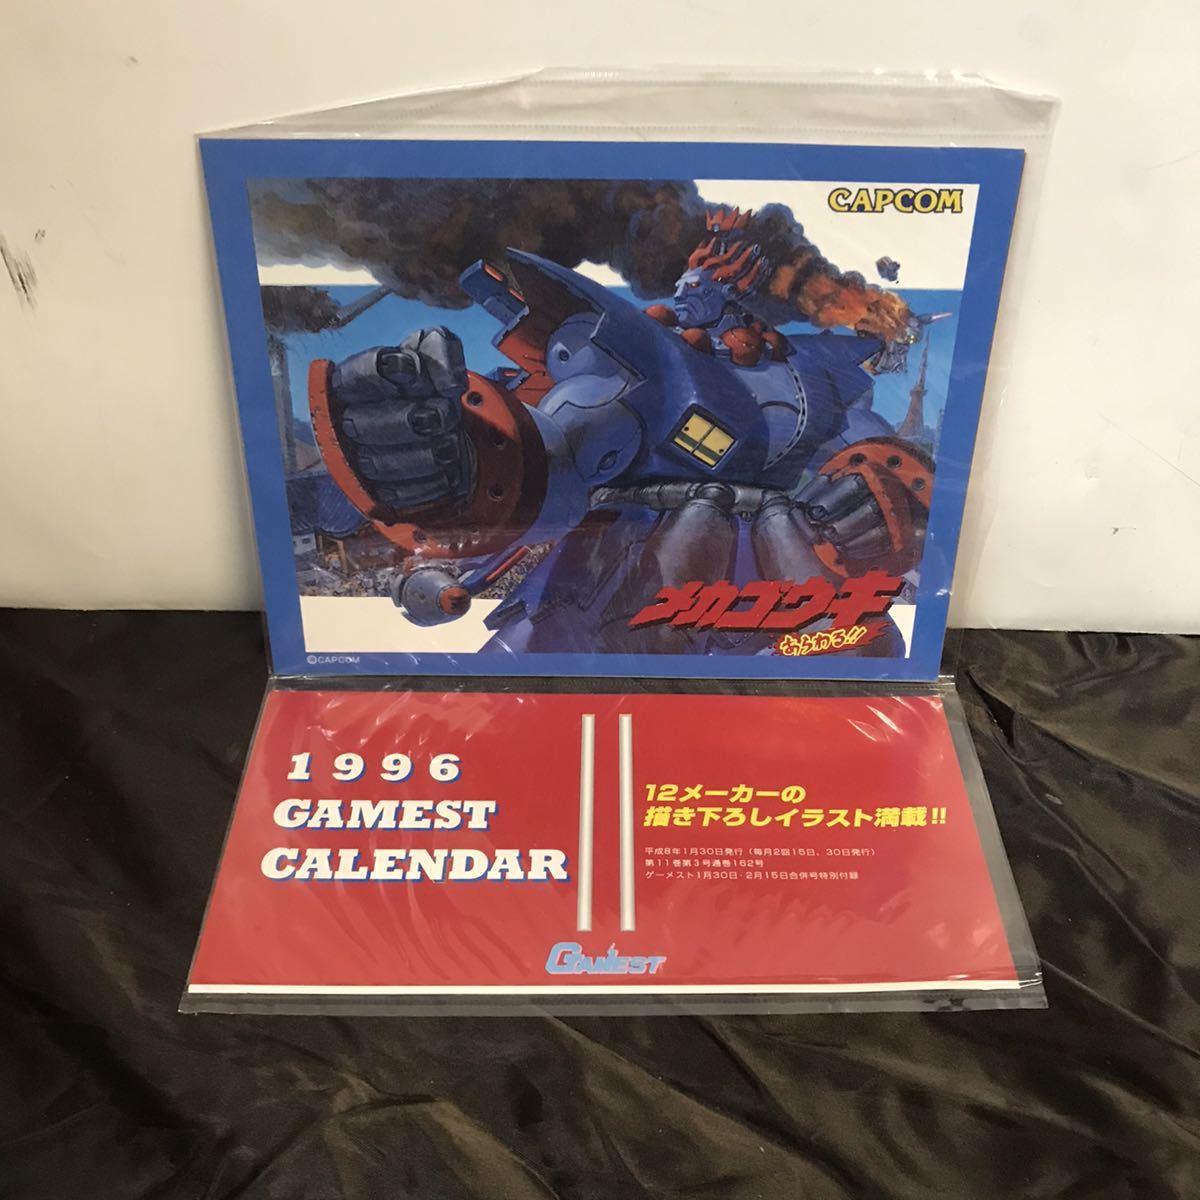 CAPCOM
メカゴウキ
あらわる!!
©CAPCOM
1996
GAMEST
CALENDAR
12メーカーの
描き下ろしイラスト満載!!
平成8年1月30日発行（毎月2回15日、30日発行）
第11巻第3号通巻162号
ゲーメスト1月30日・2月15日合併号特別付録
GAMEST